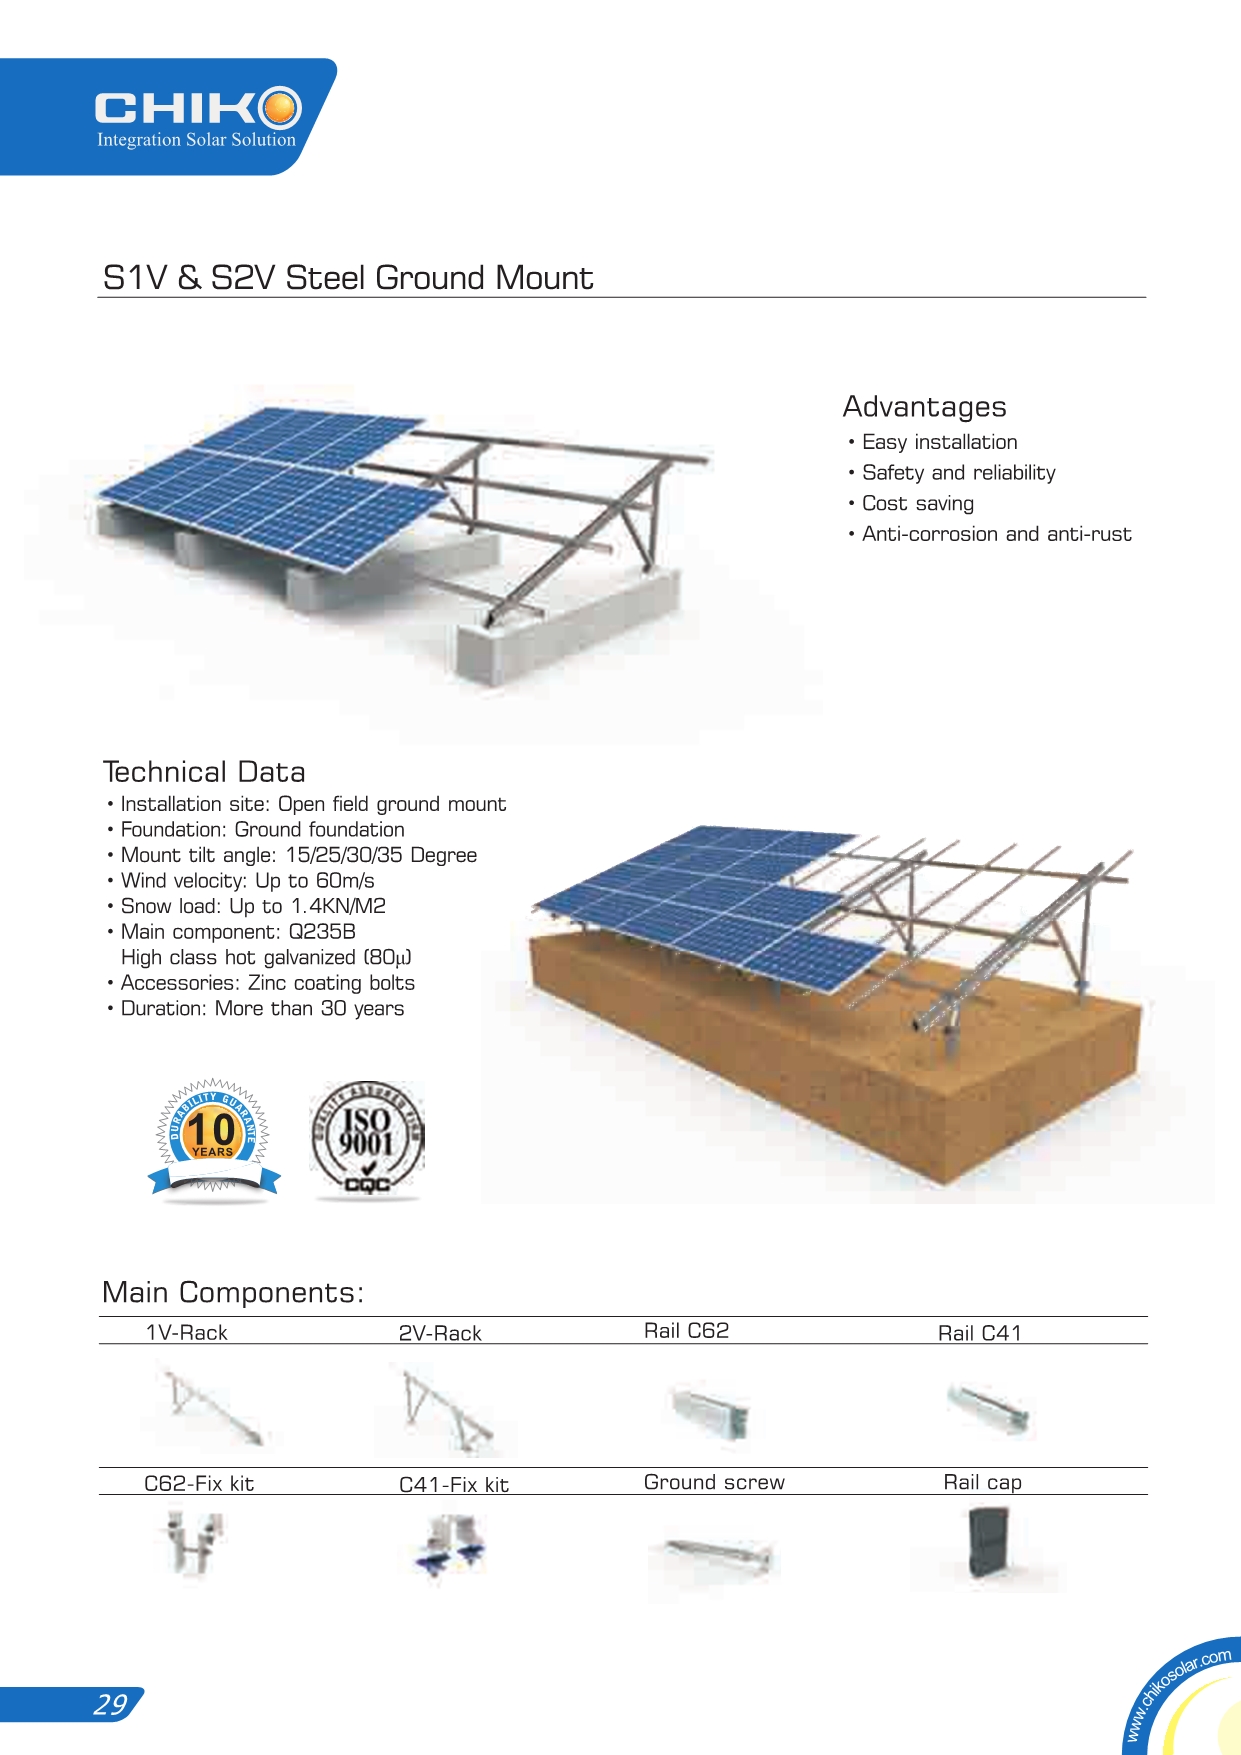 CHIKO
Integration Solar Solution
S1V & S2V Steel Ground Mount
Advantages
• Easy installation
• Safety and reliability
• Cost saving
• Anti-corrosion and anti-rust
Technical Data
• Installation site: Open field ground mount
• Foundation: Ground foundation
• Mount tilt angle: 15/25/30/35 Degree
• Wind velocity: Up to 60m/s
• Snow load: Up to 1.4KN/M2
• Main component: Q235B
High class hot galvanized (80μ)
• Accessories: Zinc coating bolts
• Duration: More than 30 years
DURABILITY GUARANTE
10
YEARS
QUALITY ASSURED FIRM
ISO
9001
CQC
Main Components:
1V-Rack 2V-Rack Rail C62 Rail C41
C62-Fix kit C41-Fix kit Ground screw Rail cap
29
www.chikosolar.com